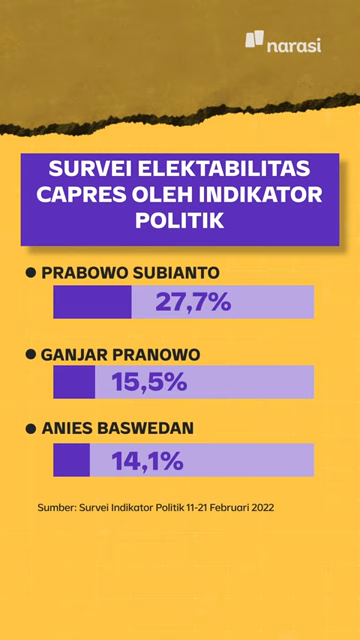 narasi
SURVEI ELEKTABILITAS
CAPRES OLEH INDIKATOR
POLITIK
● PRABOWO SUBIANTO
27,7%
● GANJAR PRANOWO
15,5%
● ANIES BASWEDAN
14,1%
Sumber: Survei Indikator Politik 11-21 Februari 2022